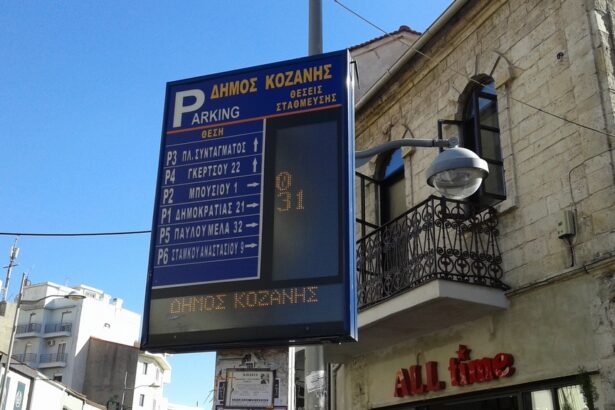 ΔΗΜΟΣ ΚΟΖΑΝΗΣ
PARKING
ΘΕΣΕΙΣ
ΣΤΑΘΜΕΥΣΗΣ
ΘΕΣΗ
P3 ΠΛ.ΣΥΝΤΑΓΜΑΤΟΣ ↑
P4 ΓΚΕΡΤΣΟΥ 22 ↑
P2 ΜΠΟΥΣΙΟΥ 1 → 0
P1 ΔΗΜΟΚΡΑΤΙΑΣ 21 → 31
P5 ΠΑΥΛΟΥ ΜΕΛΑ 32 →
P6 ΣΤΑΜΚΟΥ ΑΝΑΣΤΑΣΙΟΥ 9 →
ΔΗΜΟΣ ΚΟΖΑΝΗΣ
ALL time